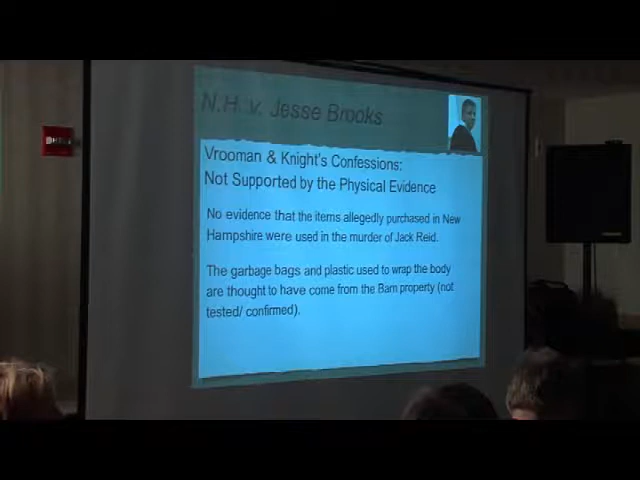 N.H. v. Jesse Brooks
Vrooman & Knight's Confessions:
Not Supported by the Physical Evidence
No evidence that the items allegedly purchased in New
Hampshire were used in the murder of Jack Reid.
The garbage bags and plastic used to wrap the body
are thought to have come from the Barn property (not
tested/ confirmed).